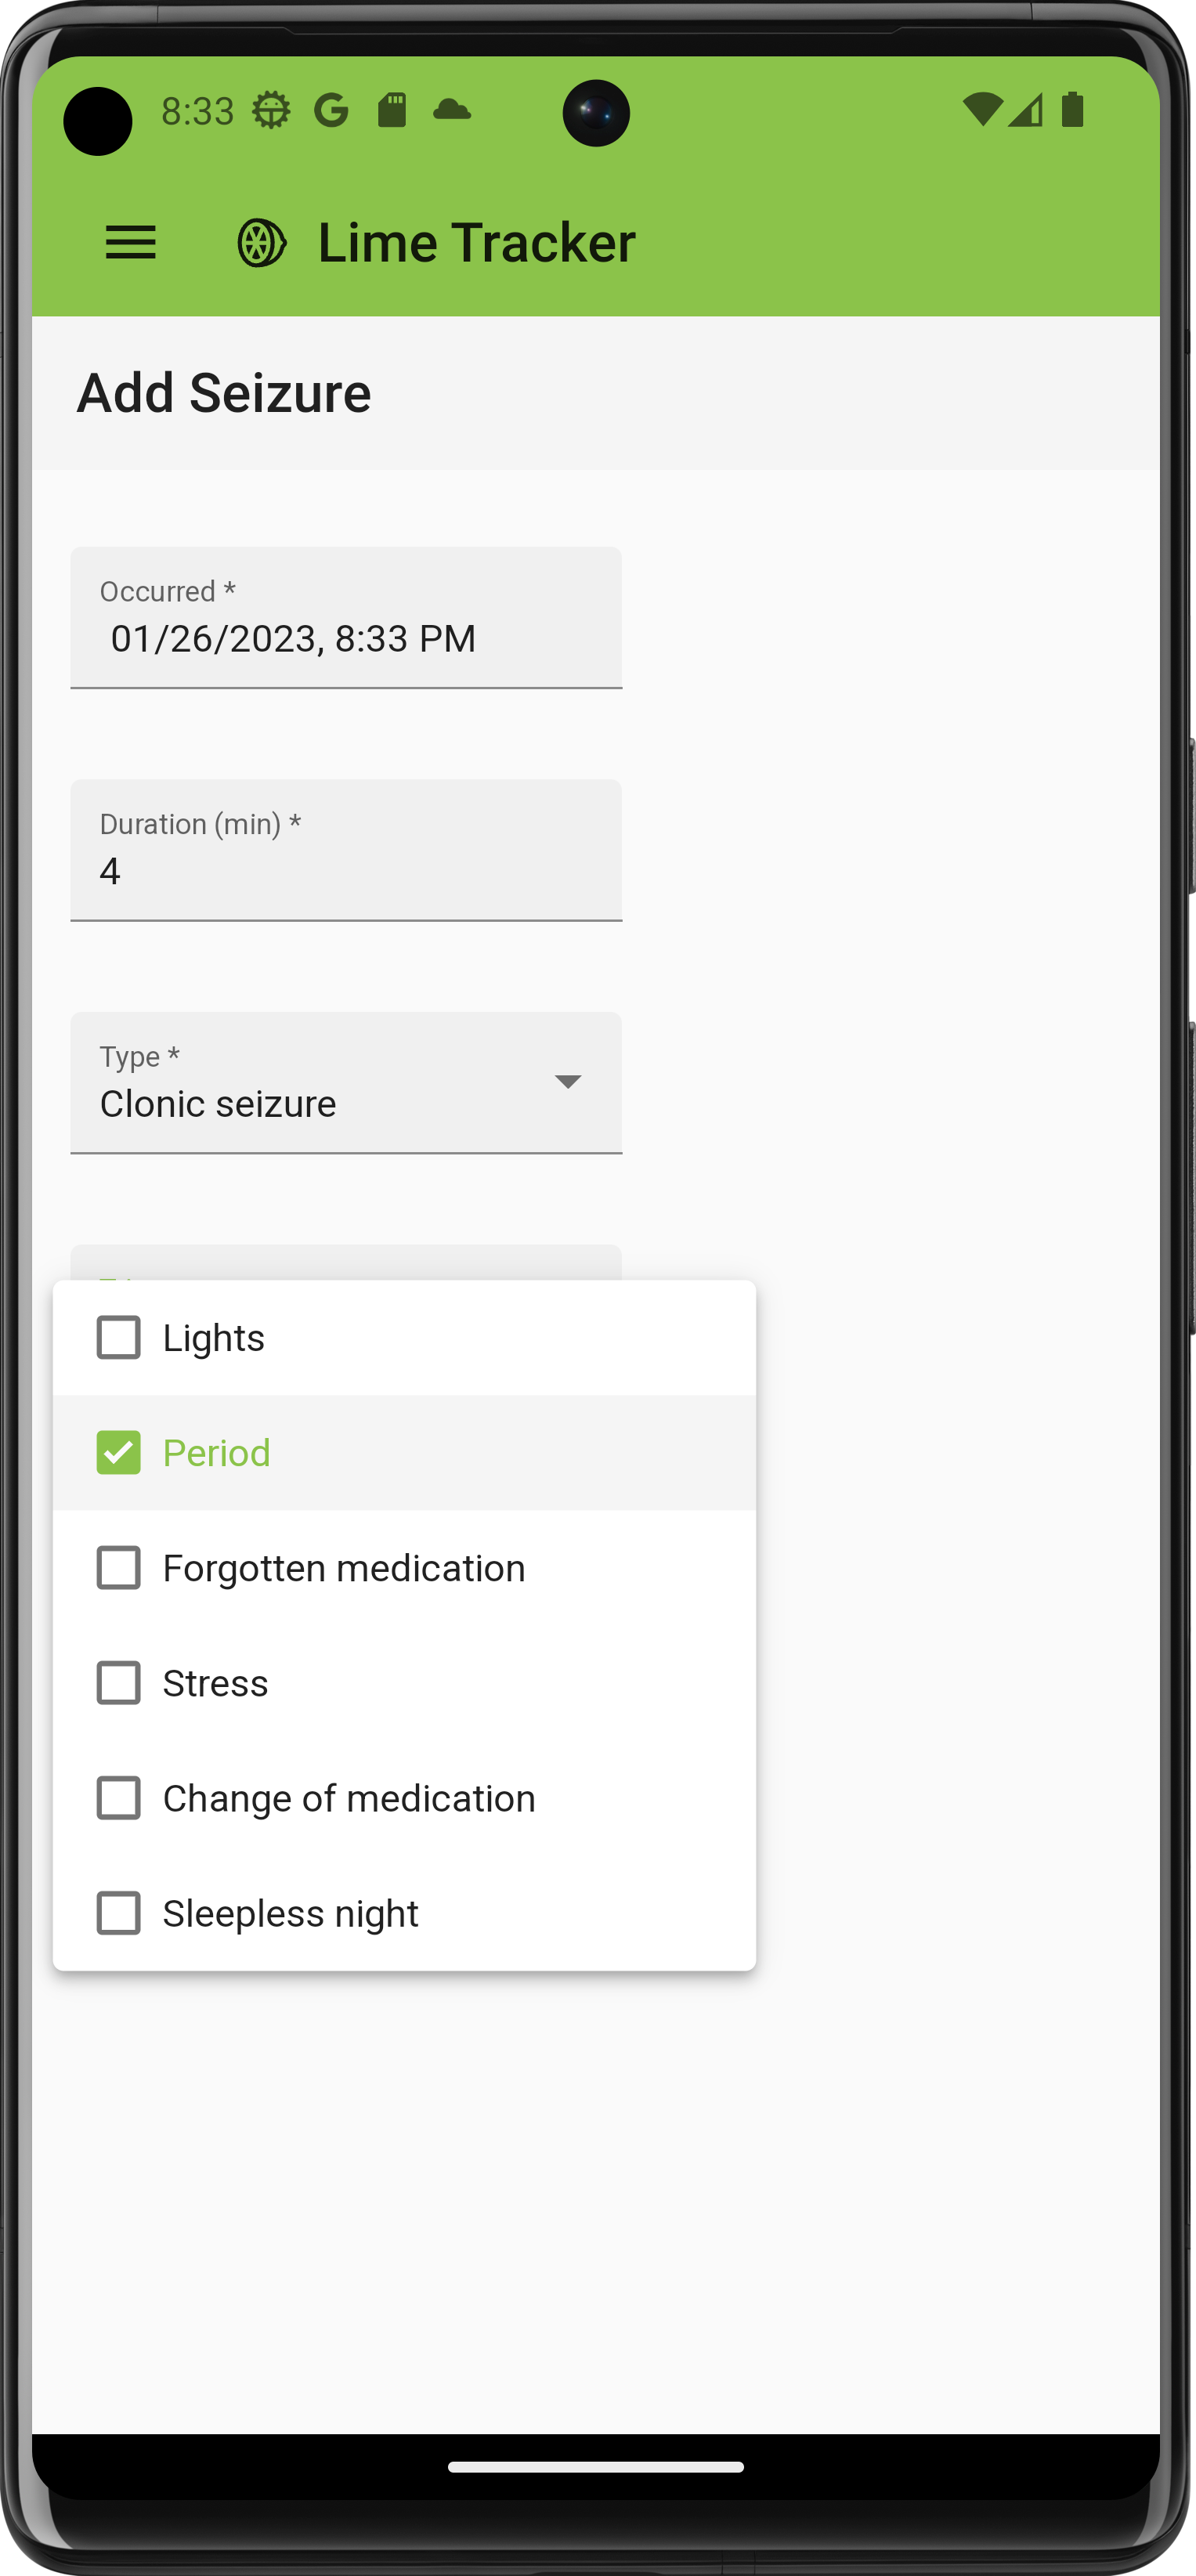 8:33
Lime Tracker
Add Seizure
Occurred *
01/26/2023, 8:33 PM
Duration (min) *
4
Type *
Clonic seizure
Lights
Period
Forgotten medication
Stress
Change of medication
Sleepless night